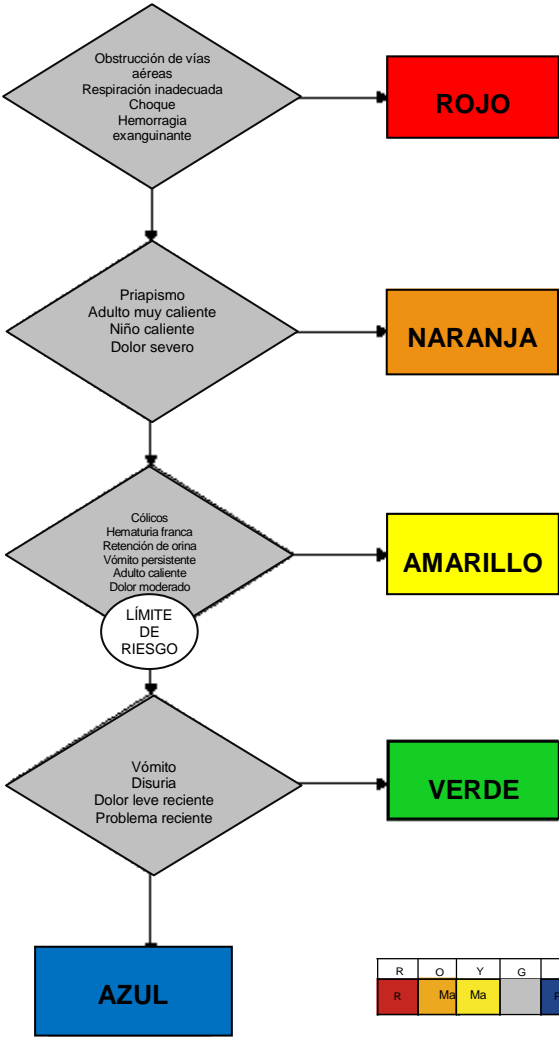 Obstrucción de vías
aéreas
Respiración inadecuada
Choque
Hemorragia
exanguinante
ROJO
Priapismo
Adulto muy caliente
Niño caliente
Dolor severo
NARANJA
Cólicos
Hematuria franca
Retención de orina
Vómito persistente
Adulto caliente
Dolor moderado
AMARILLO
LÍMITE
DE
RIESGO
Vómito
Disuria
Dolor leve reciente
Problema reciente
VERDE
AZUL
R O Y G
R Ma Ma